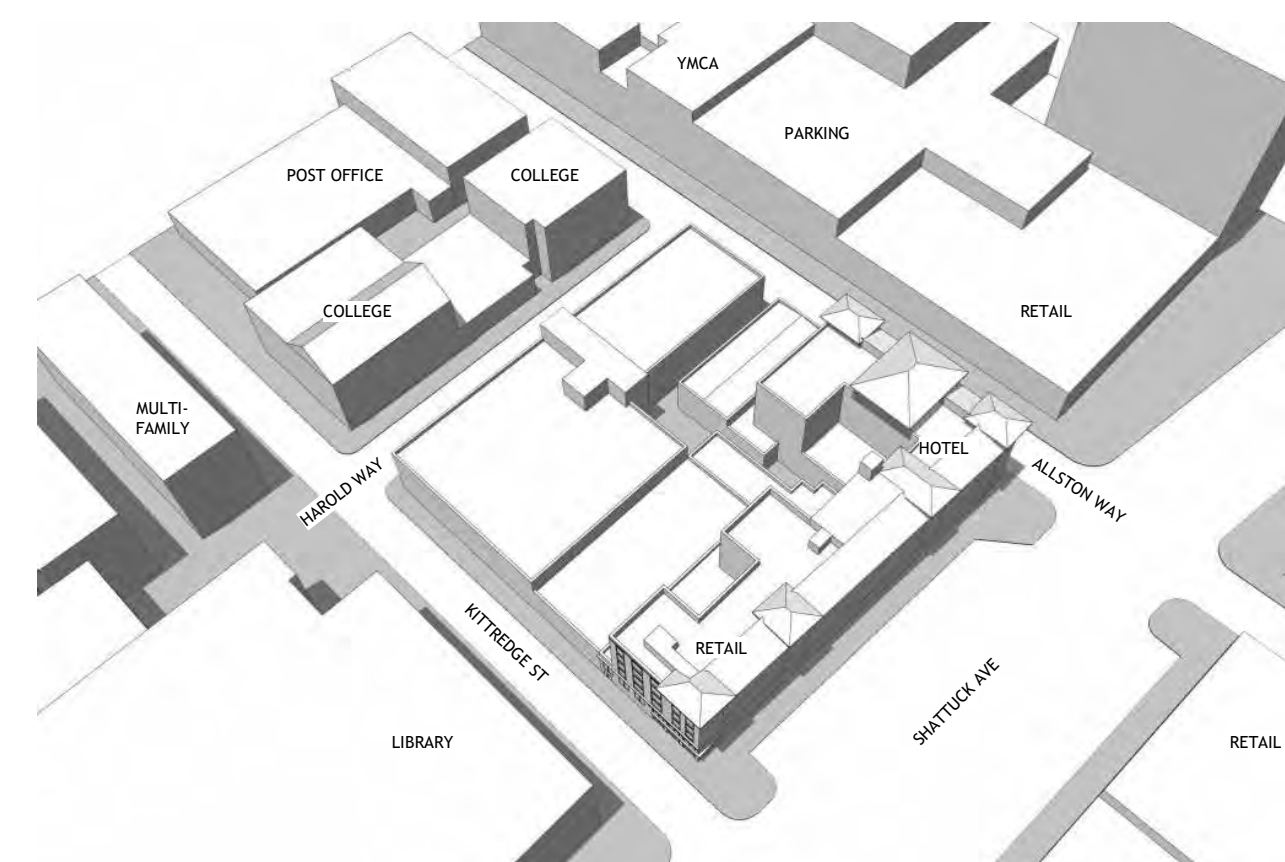 YMCA
PARKING
POST OFFICE
COLLEGE
COLLEGE
RETAIL
MULTI-
FAMILY
HOTEL
HAROLD WAY
ALLSTON WAY
KITTREDGE ST
RETAIL
SHATTUCK AVE
LIBRARY
RETAIL